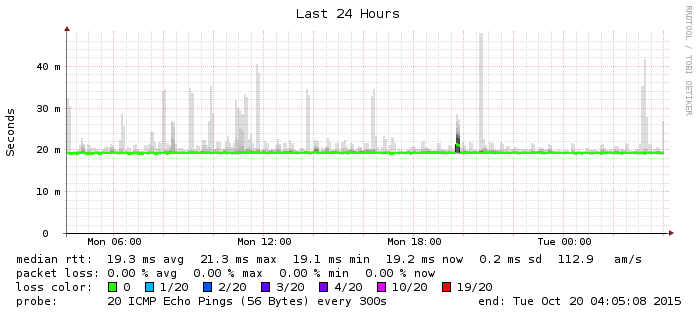 Last 24 Hours
RRDTOOL / TOBI OETIKER
Seconds
40 m
30 m
20 m
10 m
0
Mon 06:00 Mon 12:00 Mon 18:00 Tue 00:00
median rtt: 19.3 ms avg 21.3 ms max 19.1 ms min 19.2 ms now 0.2 ms sd 112.9 am/s
packet loss: 0.00 % avg 0.00 % max 0.00 % min 0.00 % now
loss color: 0 1/20 2/20 3/20 4/20 10/20 19/20
probe: 20 ICMP Echo Pings (56 Bytes) every 300s end: Tue Oct 20 04:05:08 2015